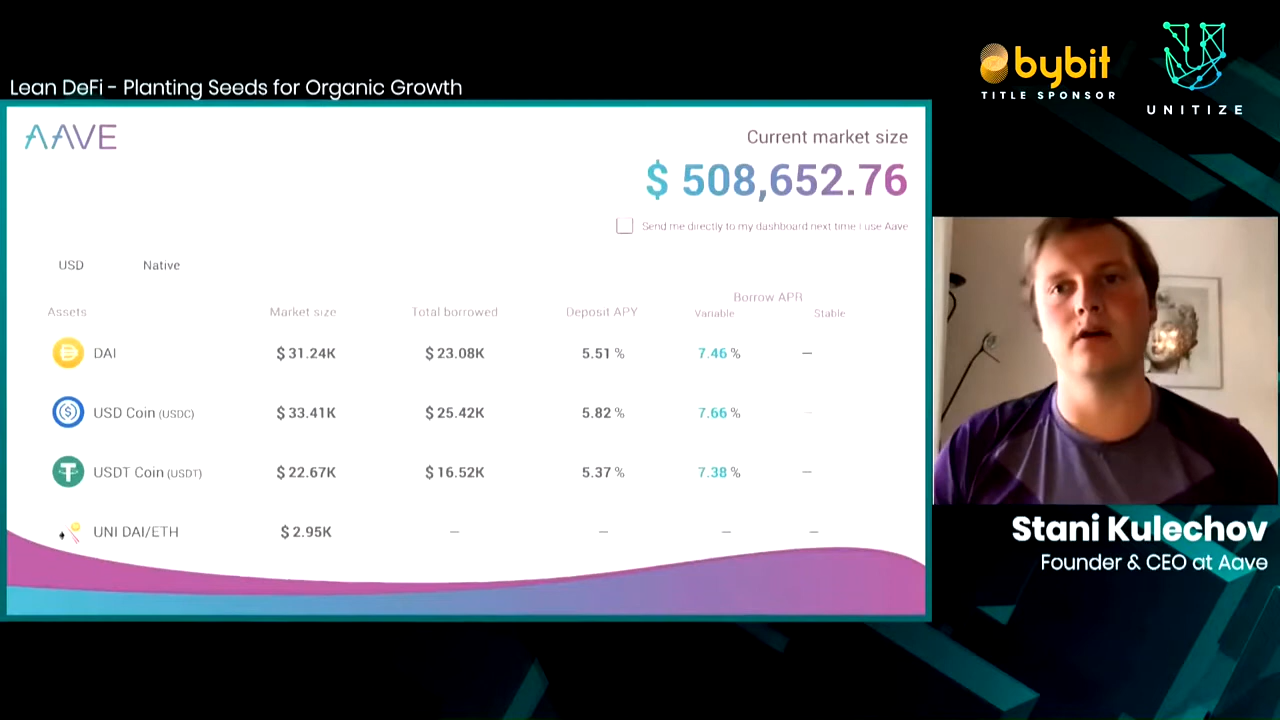 bybit
TITLE SPONSOR
UNITIZE
Lean DeFi - Planting Seeds for Organic Growth
AAVE
Current market size
$ 508,652.76
Send me directly to my dashboard next time I use Aave
USD Native
Assets Market size Total borrowed Deposit APY Borrow APR
Variable Stable
DAI $ 31.24K $ 23.08K 5.51 % 7.46 % —
USD Coin (USDC) $ 33.41K $ 25.42K 5.82 % 7.66 % —
USDT Coin (USDT) $ 22.67K $ 16.52K 5.37 % 7.38 % —
UNI DAI/ETH $ 2.95K — — — —
Stani Kulechov
Founder & CEO at Aave